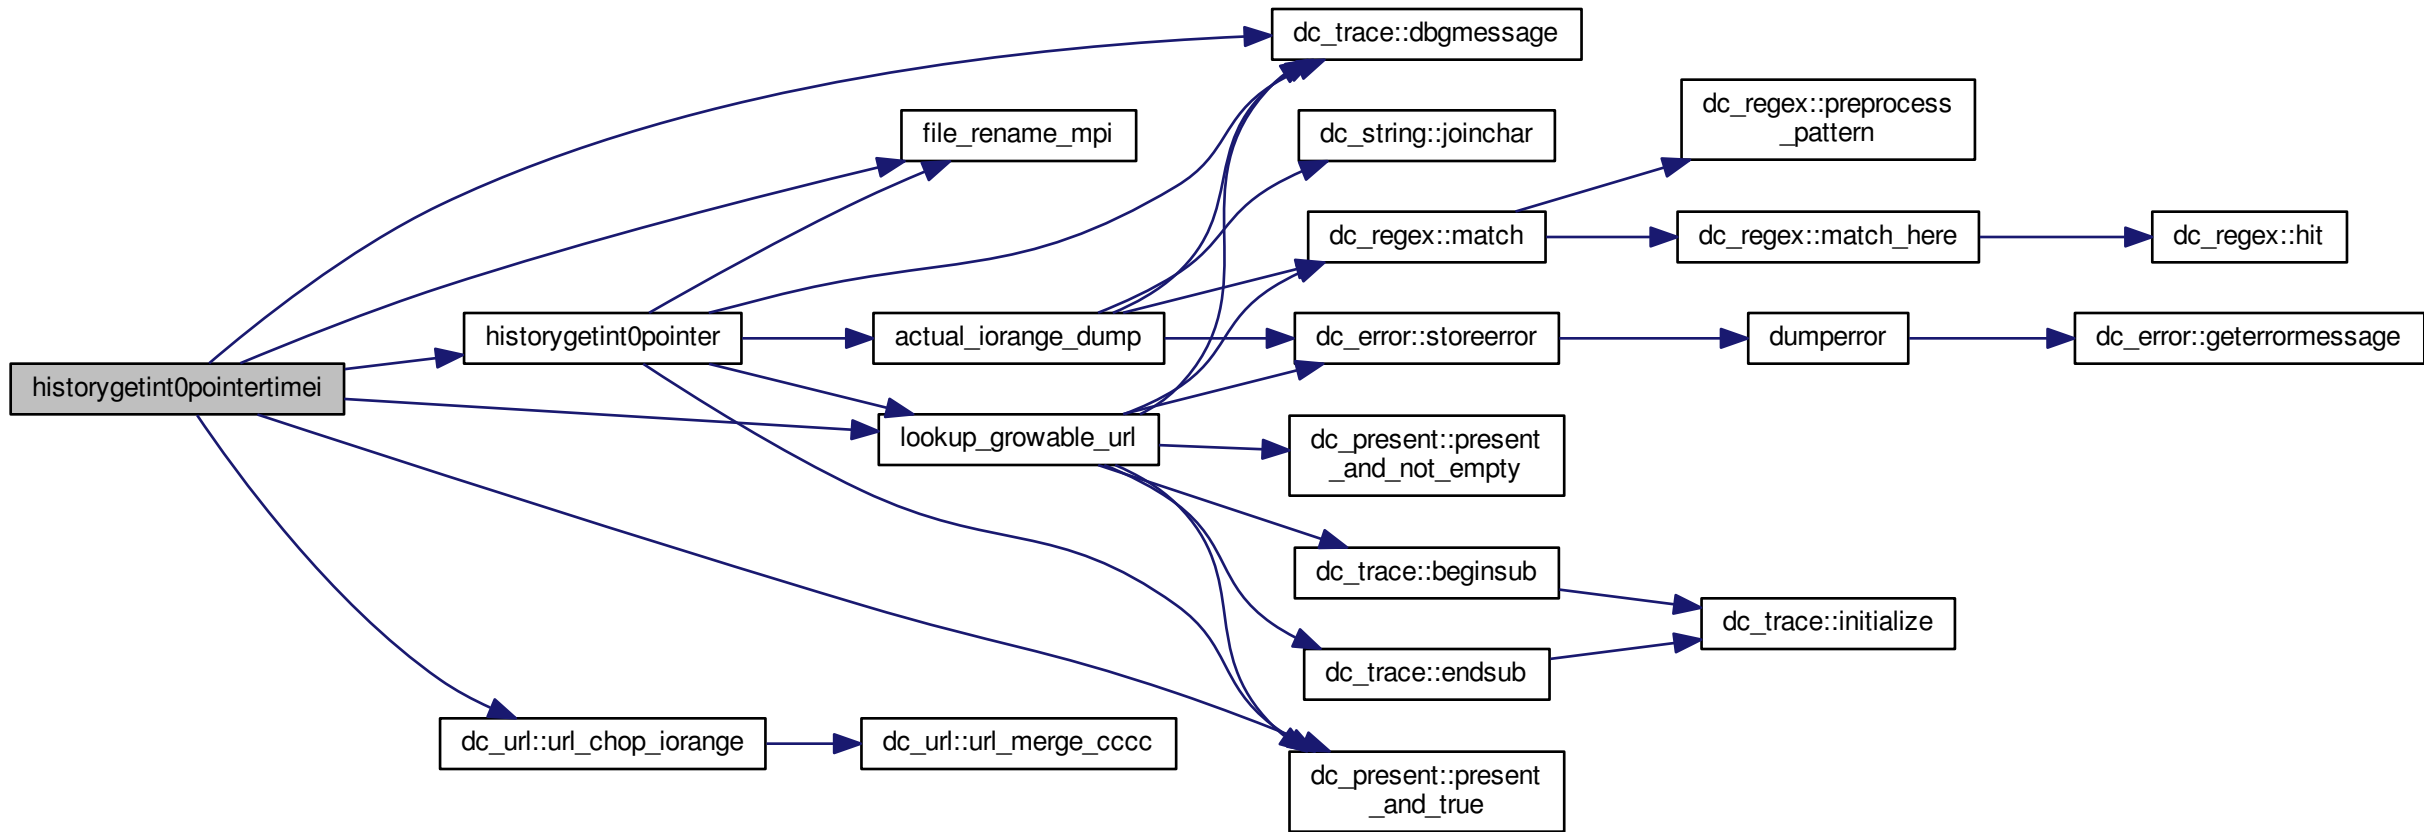 dc_trace::dbgmessage
file_rename_mpi
dc_string::joinchar
dc_regex::preprocess
_pattern
dc_regex::match
dc_regex::match_here
dc_regex::hit
historygetint0pointer
actual_iorange_dump
dc_error::storeerror
dumperror
dc_error::geterrormessage
historygetint0pointertimei
lookup_growable_url
dc_present::present
_and_not_empty
dc_trace::beginsub
dc_trace::initialize
dc_trace::endsub
dc_url::url_chop_iorange
dc_url::url_merge_cccc
dc_present::present
_and_true